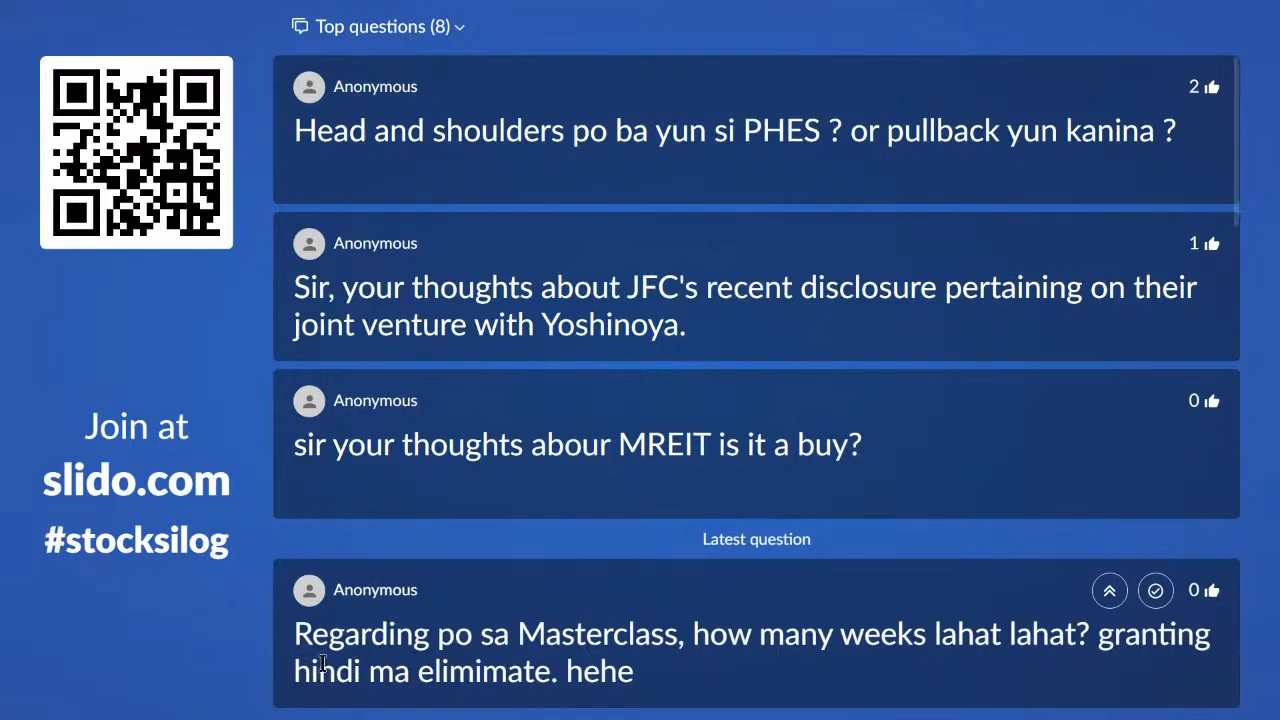 Top questions (8)
Anonymous
2
Head and shoulders po ba yun si PHES ? or pullback yun kanina ?
Anonymous
1
Sir, your thoughts about JFC's recent disclosure pertaining on their
joint venture with Yoshinoya.
Anonymous
0
sir your thoughts abour MREIT is it a buy?
Join at
slido.com
#stocksilog
Latest question
Anonymous
0
Regarding po sa Masterclass, how many weeks lahat lahat? granting
hindi ma elimimate. hehe